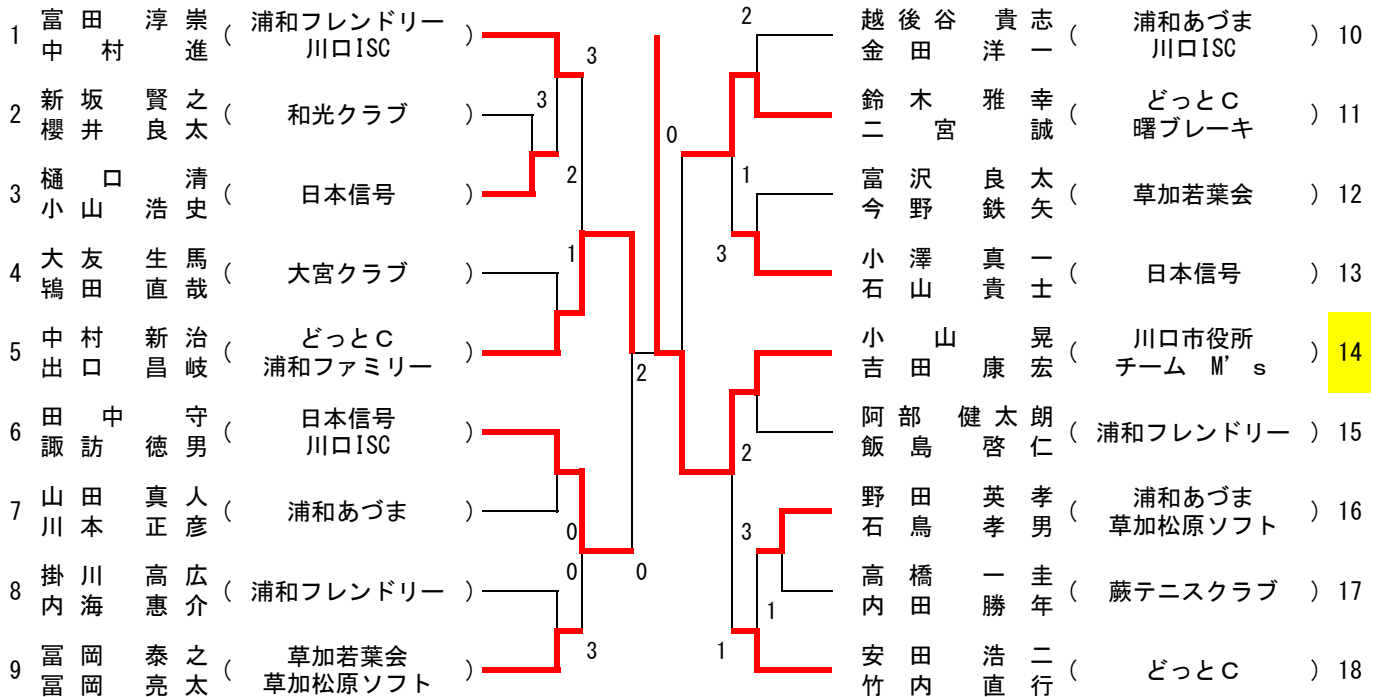 1 富田 淳崇 ( 浦和フレンドリー )
中村 進 川口ISC
3
2 新坂 賢之 ( 和光クラブ )
櫻井 良太
3
3 樋口 清 ( 日本信号 )
小山 浩史
2
4 大友 生馬 ( 大宮クラブ )
鴇田 直哉
1
5 中村 新治 ( どっとC )
出口 昌岐 浦和ファミリー
2
6 田中 守 ( 日本信号 )
諏訪 徳男 川口ISC
7 山田 真人 ( 浦和あづま )
川本 正彦
0
0
0
8 掛川 高広 ( 浦和フレンドリー )
内海 惠介
3
9 冨岡 泰之 ( 草加若葉会 )
冨岡 亮太 草加松原ソフト
2
越後谷 貴志 ( 浦和あづま ) 10
金田 洋一 川口ISC
鈴木 雅幸 ( どっとC ) 11
二宮 誠 曙ブレーキ
0
1
富沢 良太 ( 草加若葉会 ) 12
今野 鉄矢
3
小澤 真一 ( 日本信号 ) 13
石山 貴士
小山 晃 ( 川口市役所 ) 14
吉田 康宏 チーム M's
阿部 健太朗 ( 浦和フレンドリー ) 15
飯島 啓仁
2
野田 英孝 ( 浦和あづま ) 16
石鳥 孝男 草加松原ソフト
3
高橋 一圭 ( 蕨テニスクラブ ) 17
内田 勝年
1
1
安田 浩二 ( どっとC ) 18
竹内 直行